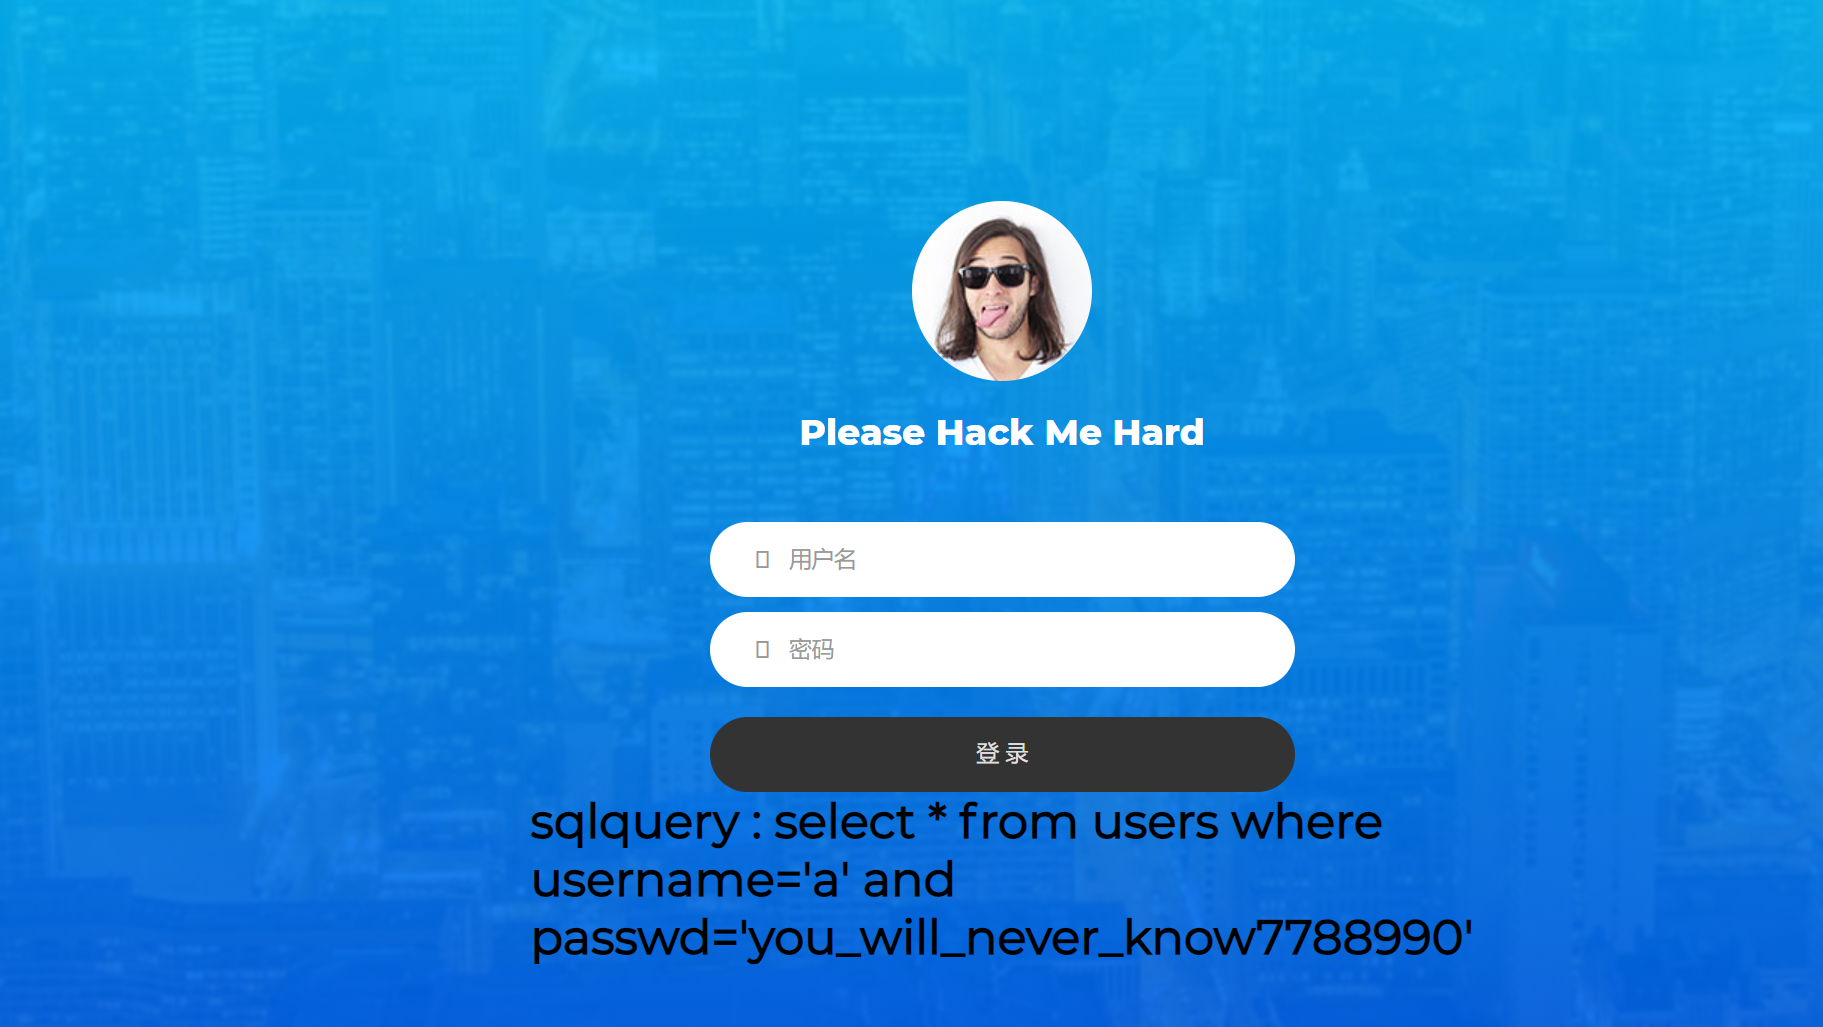 Please Hack Me Hard
用户名
密码
登录
sqlquery : select * from users where
username='a' and
passwd='you_will_never_know7788990'